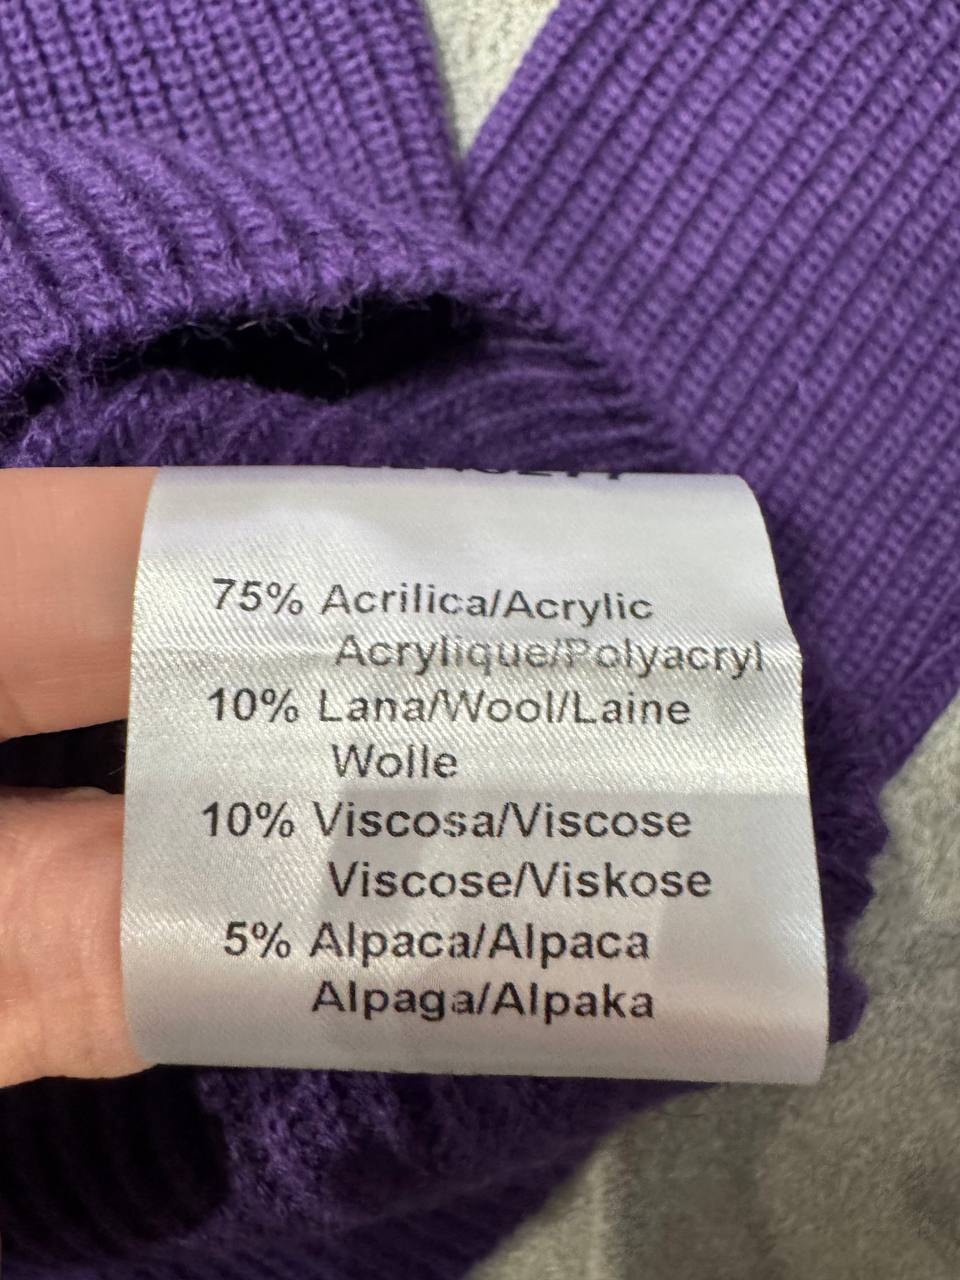 75% Acrilica/Acrylic
Acrylique/Polyacryl
10% Lana/Wool/Laine
Wolle
10% Viscosa/Viscose
Viscose/Viskose
5% Alpaca/Alpaca
Alpaga/Alpaka